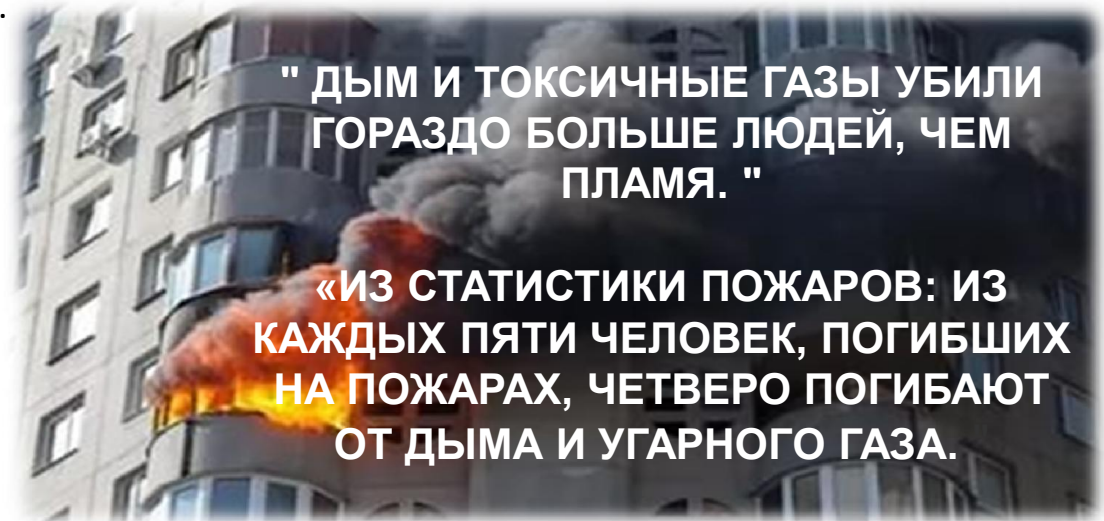 .
" ДЫМ И ТОКСИЧНЫЕ ГАЗЫ УБИЛИ
ГОРАЗДО БОЛЬШЕ ЛЮДЕЙ, ЧЕМ
ПЛАМЯ. "
«ИЗ СТАТИСТИКИ ПОЖАРОВ: ИЗ
КАЖДЫХ ПЯТИ ЧЕЛОВЕК, ПОГИБШИХ
НА ПОЖАРАХ, ЧЕТВЕРО ПОГИБАЮТ
ОТ ДЫМА И УГАРНОГО ГАЗА.